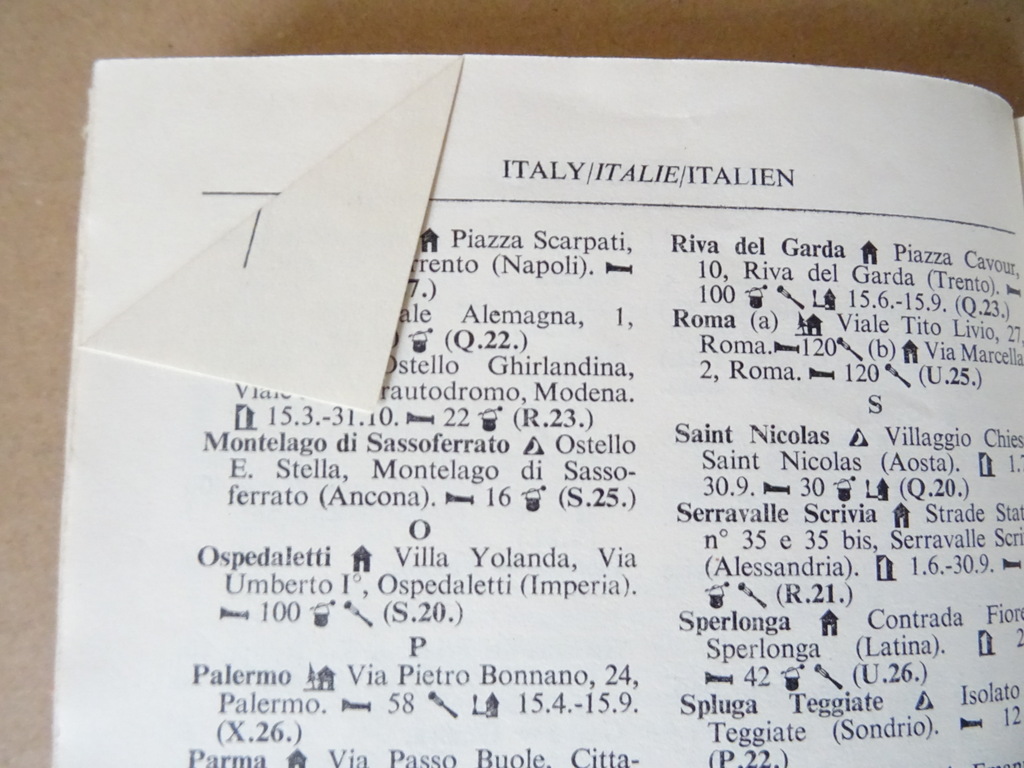 ITALY/ITALIE/ITALIEN
Piazza Scarpati,
(Napoli).
7.)
Alemagna, 1,
(Q.22.)
Ghirlandina,
Modena.
15.3.-31.10. 22 (R.23.)
Montelago di Sassoferrato Ostello
E. Stella, Montelago di Sasso-
ferrato (Ancona). 16 (S.25.)
O
Ospedaletti Villa Yolanda, Via
Umberto I°, Ospedaletti (Imperia).
100 (S.20.)
P
Palermo Via Pietro Bonnano, 24,
Palermo. 58 15.4.-15.9.
(X.26.)
Parma Via Passo Buole, Citta-
Riva del Garda Piazza Cavour,
10, Riva del Garda (Trento).
100 15.6.-15.9. (Q.23.)
Roma (a) Viale Tito Livio, 27,
Roma. 120 (b) Via Marcella
2, Roma. 120 (U.25.)
S
Saint Nicolas Villaggio
Saint Nicolas (Aosta).
30.9. 30 (Q.20.)
Serravalle Scrivia Strade
n° 35 e 35 bis, Serravalle
(Alessandria). 1.6.-30.9.
(R.21.)
Sperlonga Contrada
Sperlonga (Latina).
42 (U.26.)
Spluga Teggiate Isolato
Teggiate (Sondrio). 12
(P.22.)